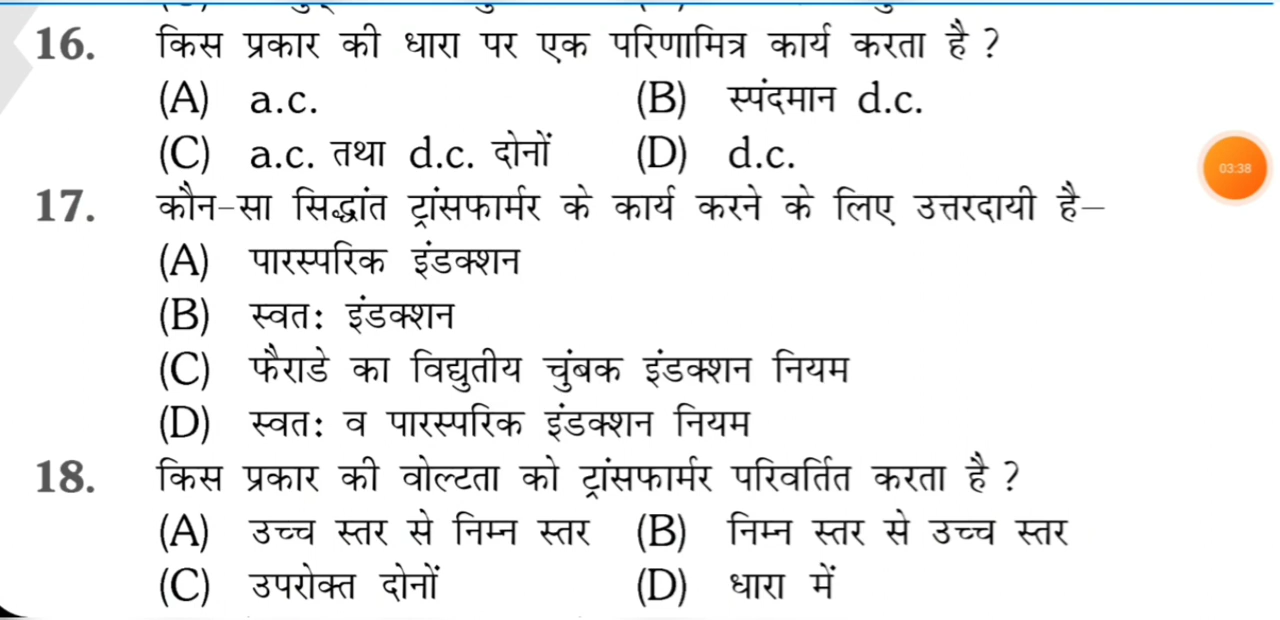 16. किस प्रकार की धारा पर एक परिणामित्र कार्य करता है ?
(A) a.c. (B) स्पंदमान d.c.
(C) a.c. तथा d.c. दोनों (D) d.c.
03:38
17. कौन-सा सिद्धांत ट्रांसफार्मर के कार्य करने के लिए उत्तरदायी है–
(A) पारस्परिक इंडक्शन
(B) स्वतः इंडक्शन
(C) फैराडे का विद्युतीय चुंबक इंडक्शन नियम
(D) स्वतः व पारस्परिक इंडक्शन नियम
18. किस प्रकार की वोल्टता को ट्रांसफार्मर परिवर्तित करता है ?
(A) उच्च स्तर से निम्न स्तर (B) निम्न स्तर से उच्च स्तर
(C) उपरोक्त दोनों (D) धारा में